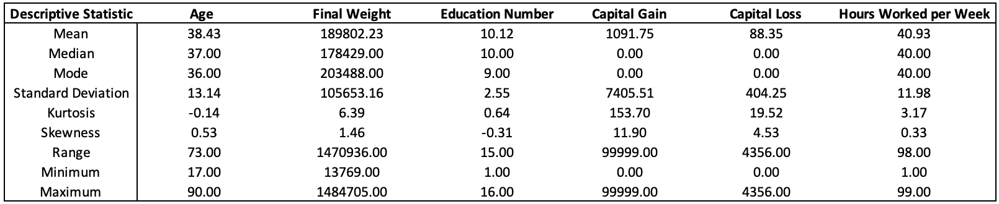 Descriptive Statistic Age Final Weight Education Number Capital Gain Capital Loss Hours Worked per Week
Mean 38.43 189802.23 10.12 1091.75 88.35 40.93
Median 37.00 178429.00 10.00 0.00 0.00 40.00
Mode 36.00 203488.00 9.00 0.00 0.00 40.00
Standard Deviation 13.14 105653.16 2.55 7405.51 404.25 11.98
Kurtosis -0.14 6.39 0.64 153.70 19.52 3.17
Skewness 0.53 1.46 -0.31 11.90 4.53 0.33
Range 73.00 1470936.00 15.00 99999.00 4356.00 98.00
Minimum 17.00 13769.00 1.00 0.00 0.00 1.00
Maximum 90.00 1484705.00 16.00 99999.00 4356.00 99.00